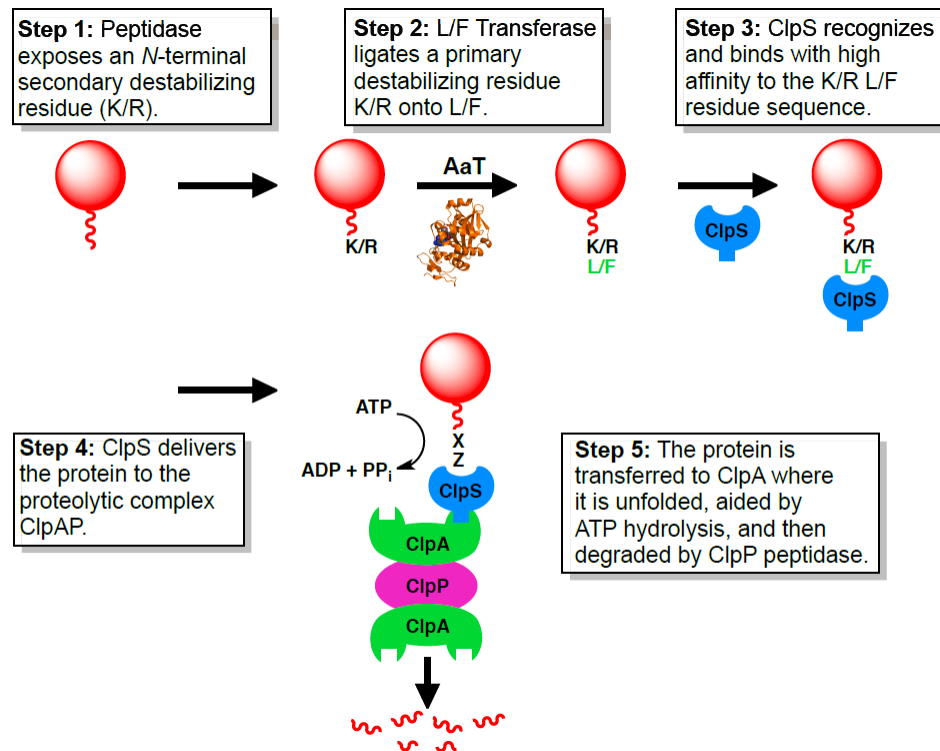 Step 1: Peptidase
exposes an N-terminal
secondary destabilizing
residue (K/R).
Step 2: L/F Transferase
ligates a primary
destabilizing residue
K/R onto L/F.
Step 3: ClpS recognizes
and binds with high
affinity to the K/R L/F
residue sequence.
K/R
AaT
K/R
L/F
ClpS
K/R
L/F
ClpS
Step 4: ClpS delivers
the protein to the
proteolytic complex
ClpAP.
ATP
ADP + PPi
X
Z
ClpS
ClpA
ClpP
ClpA
Step 5: The protein is
transferred to ClpA where
it is unfolded, aided by
ATP hydrolysis, and then
degraded by ClpP peptidase.